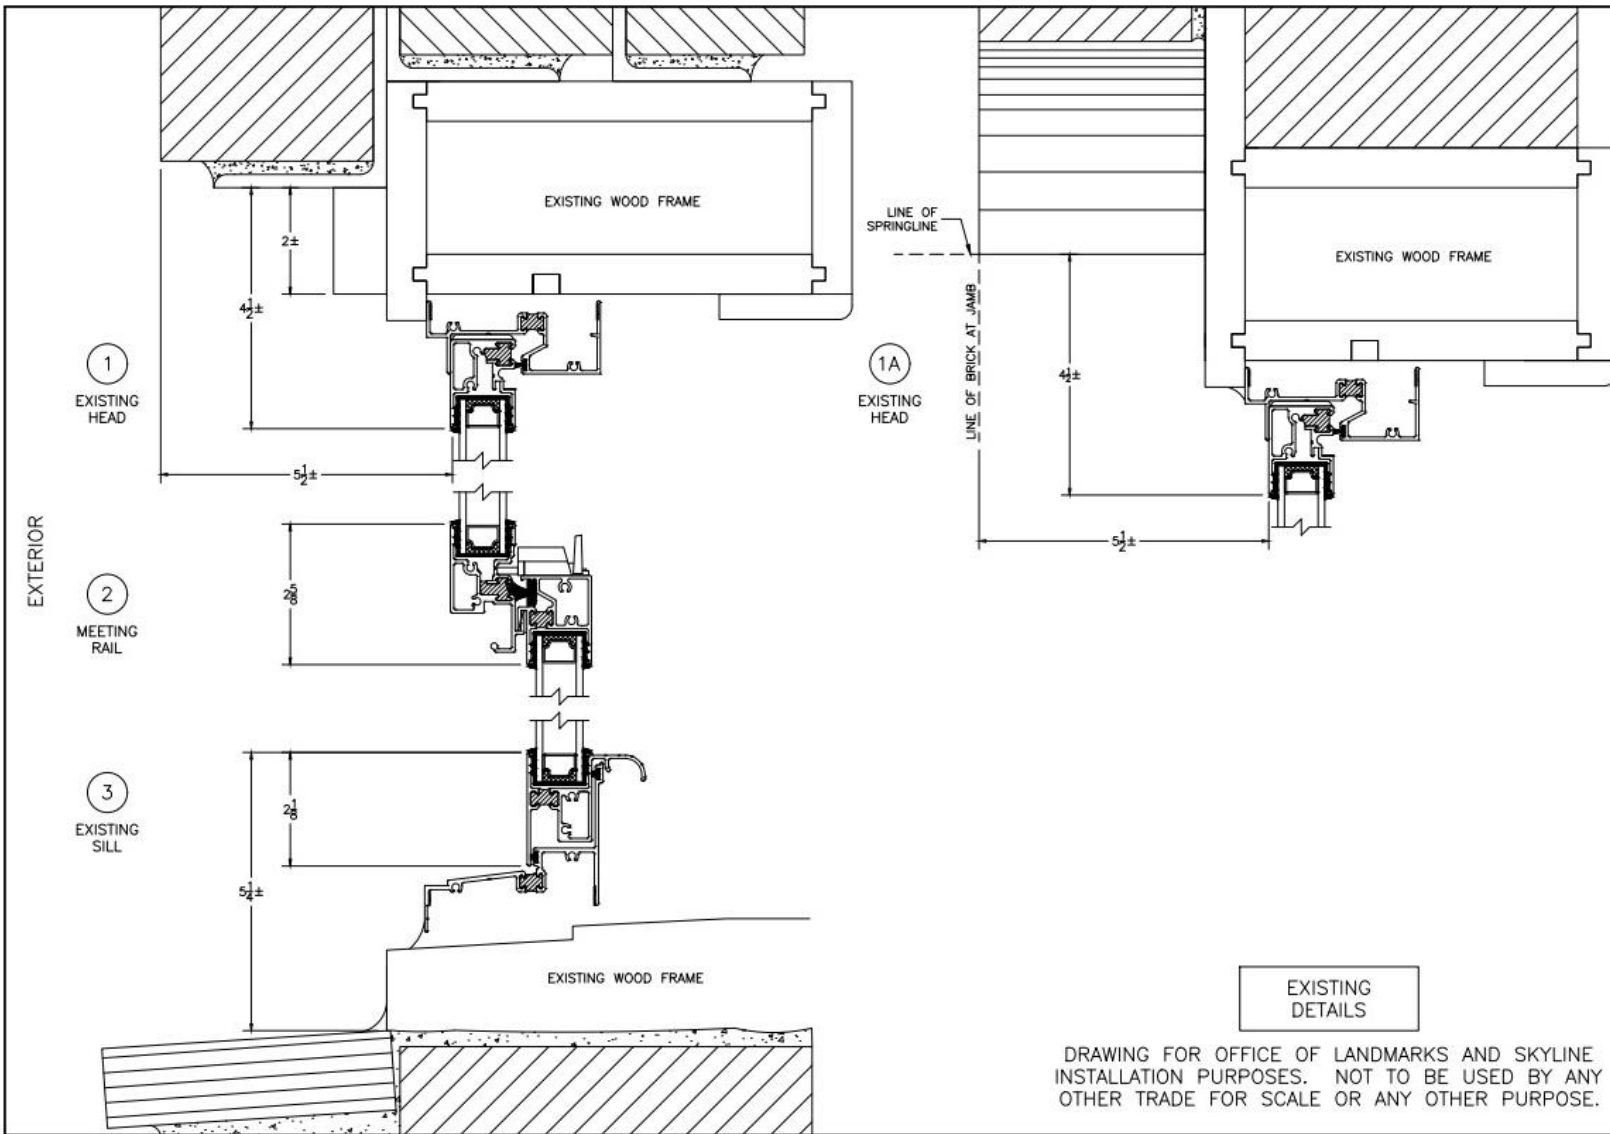 EXISTING WOOD FRAME
2±
4½±
1
EXISTING
HEAD
5½±
EXTERIOR
2⅝
2
MEETING
RAIL
3
EXISTING
SILL
2⅛
5¼±
EXISTING WOOD FRAME
LINE OF
SPRINGLINE
EXISTING WOOD FRAME
LINE OF BRICK AT JAMB
1A
EXISTING
HEAD
4½±
5½±
EXISTING
DETAILS
DRAWING FOR OFFICE OF LANDMARKS AND SKYLINE
INSTALLATION PURPOSES. NOT TO BE USED BY ANY
OTHER TRADE FOR SCALE OR ANY OTHER PURPOSE.